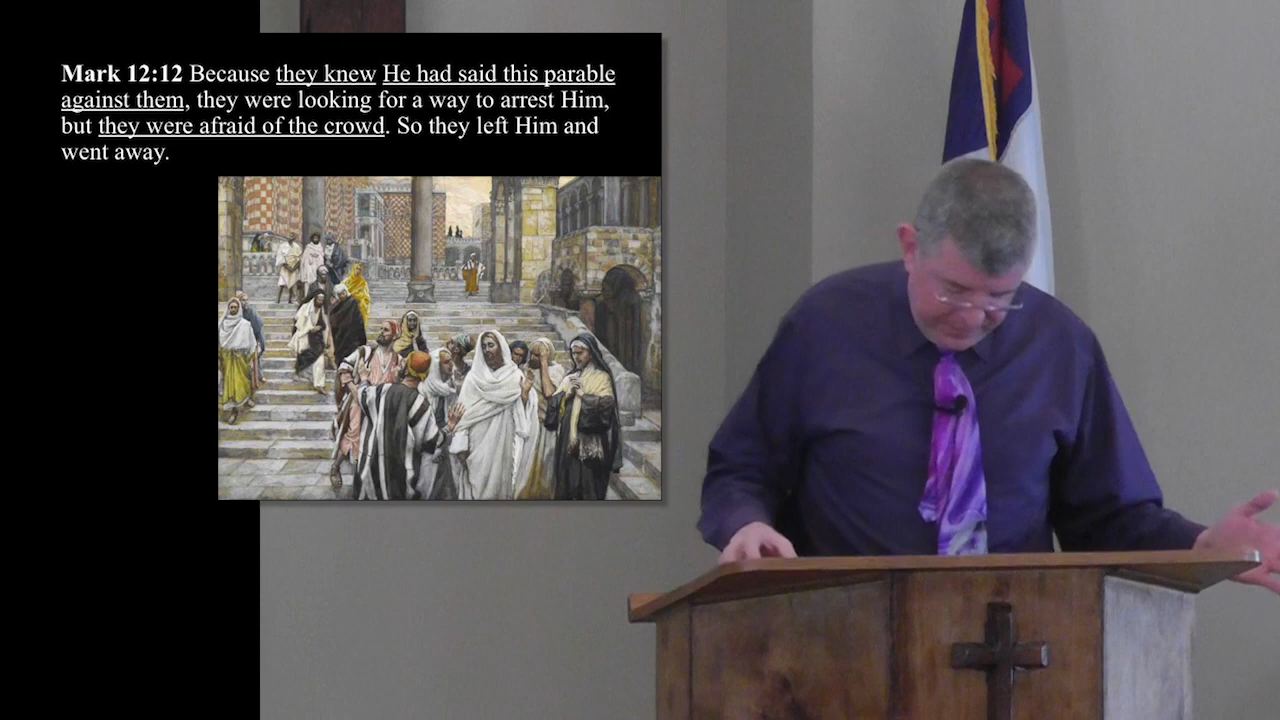 Mark 12:12 Because they knew He had said this parable
against them, they were looking for a way to arrest Him,
but they were afraid of the crowd. So they left Him and
went away.